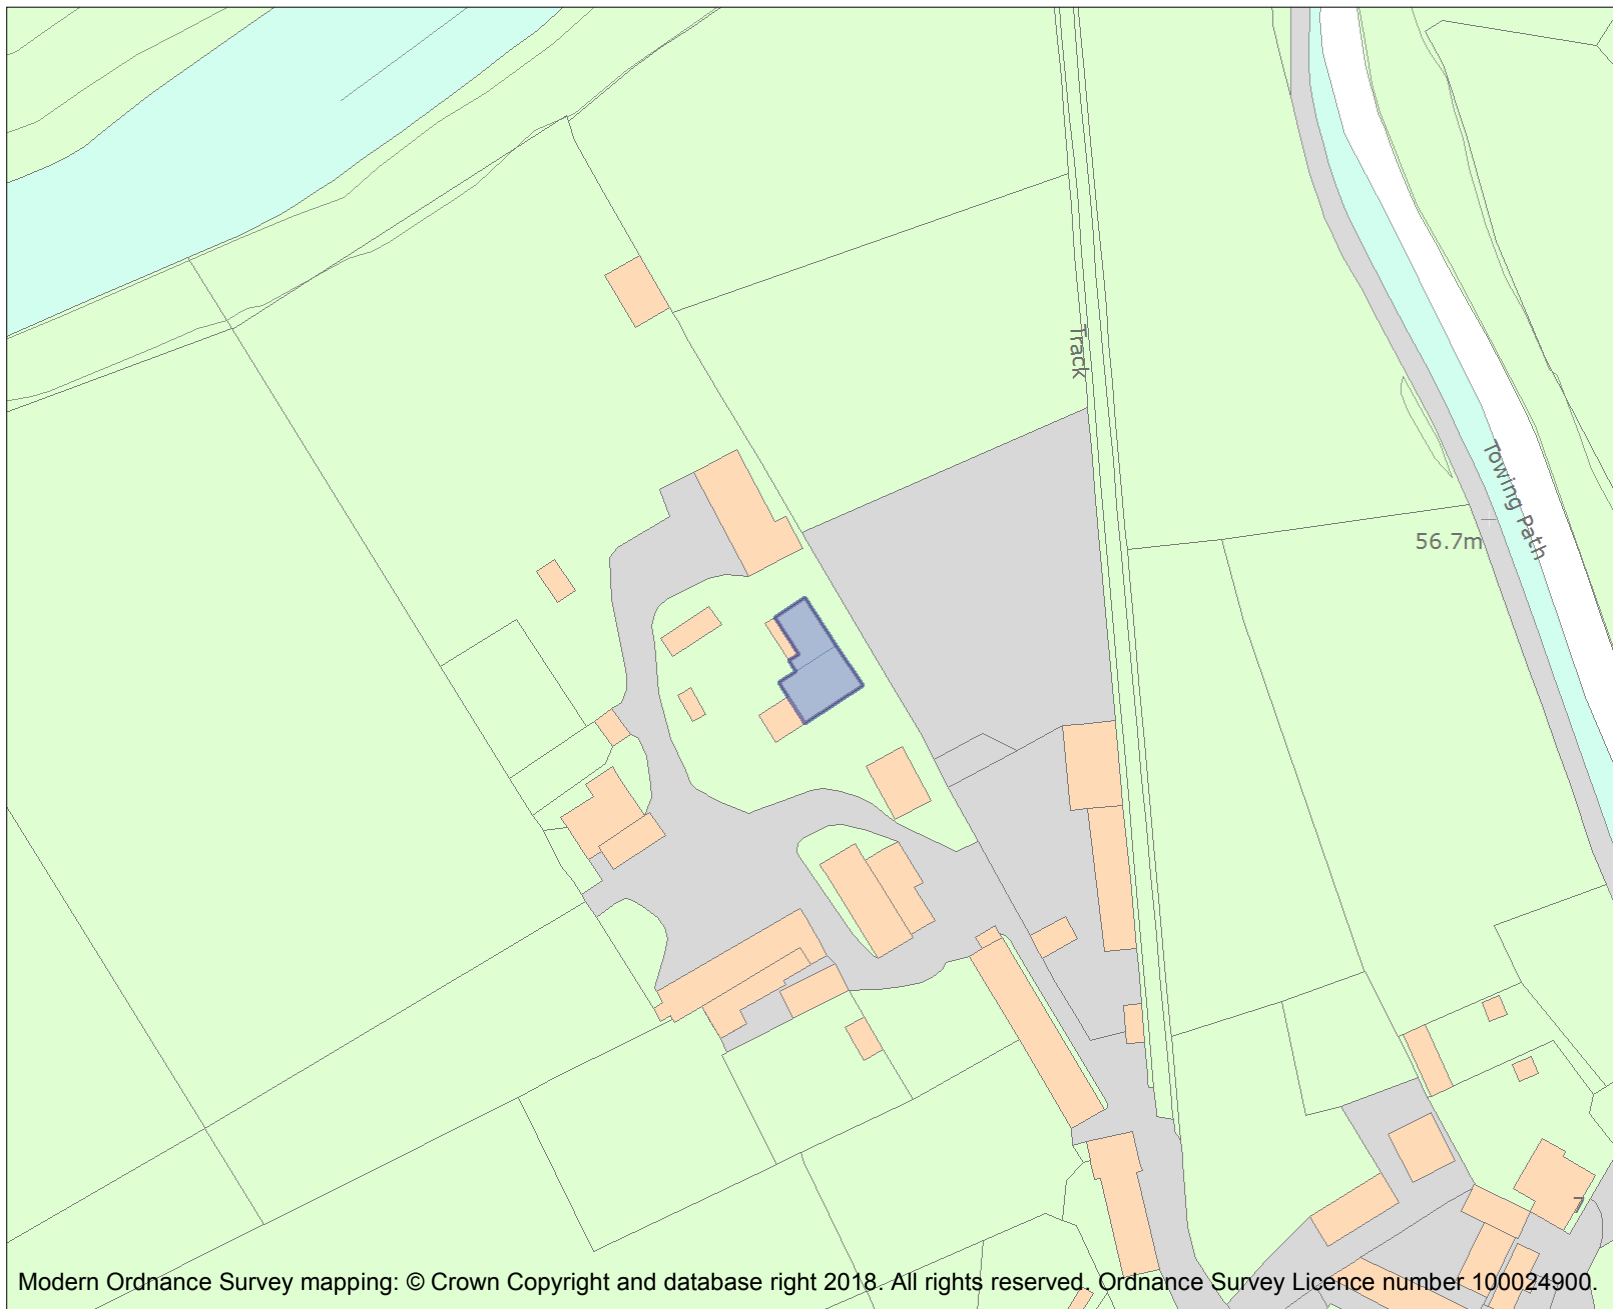 Track
Towing Path
56.7m
7
Modern Ordnance Survey mapping: © Crown Copyright and database right 2018. All rights reserved. Ordnance Survey Licence number 100024900.